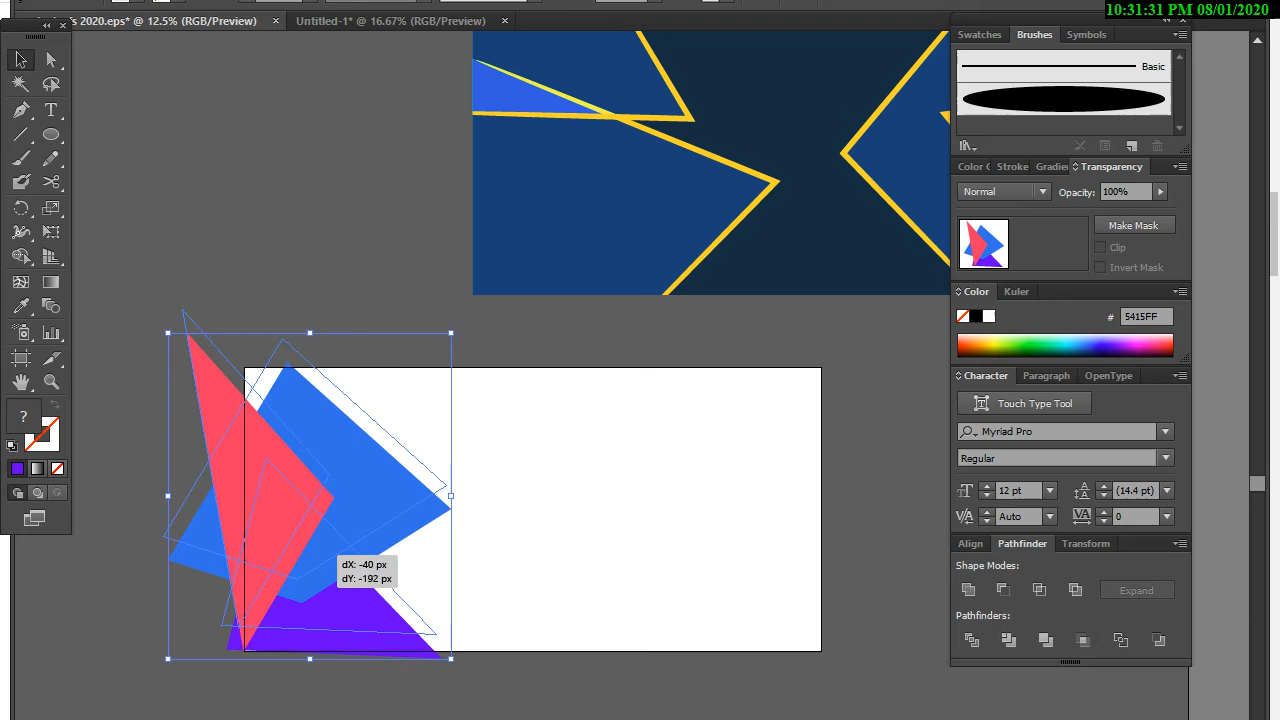 10:31:31 PM 08/01/2020
's 2020.eps* @ 12.5% (RGB/Preview)
Untitled-1* @ 16.67% (RGB/Preview)
Swatches
Brushes
Symbols
Basic
Color
Stroke
Gradien
Transparency
Normal
Opacity:
100%
Make Mask
Clip
Invert Mask
Color
Kuler
#
5415FF
Character
Paragraph
OpenType
Touch Type Tool
Myriad Pro
Regular
12 pt
(14.4 pt)
Auto
0
Align
Pathfinder
Transform
Shape Modes:
Expand
Pathfinders:
dX: -40 px
dY: -192 px
?